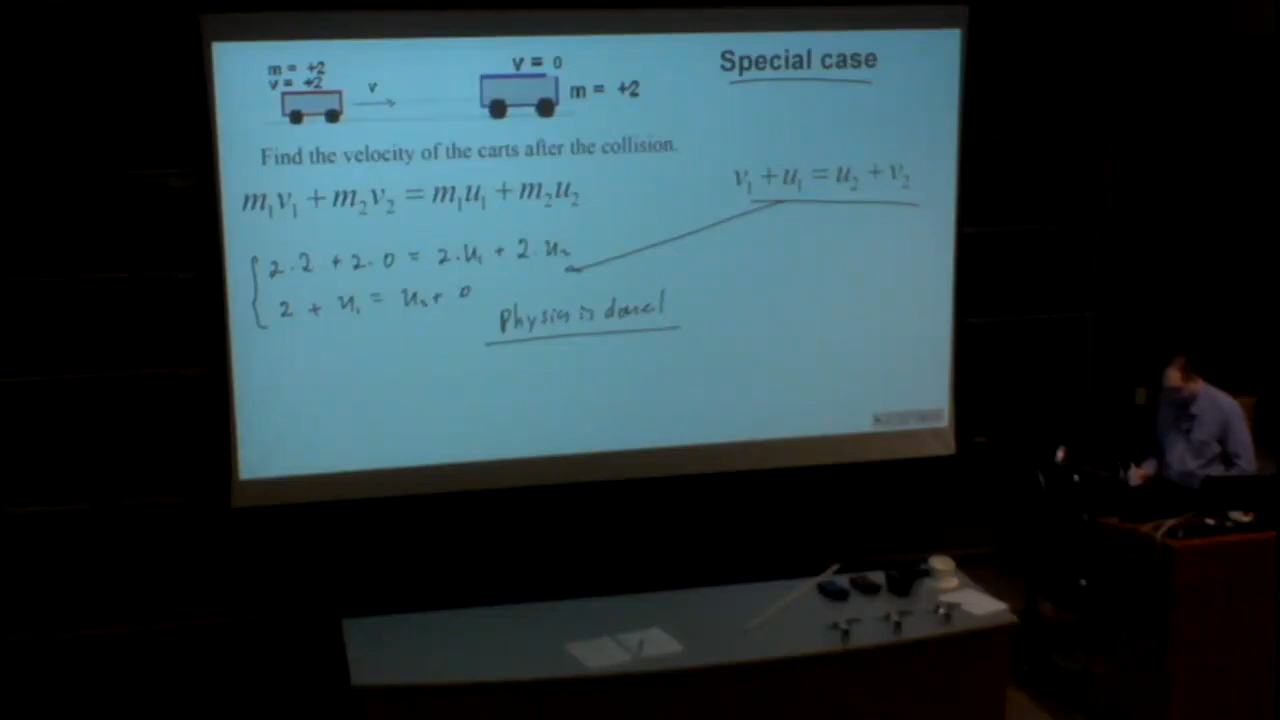 Special case
m = +2
v = +2
v
v = 0
m = +2
Find the velocity of the carts after the collision.
m₁v₁ + m₂v₂ = m₁u₁ + m₂u₂
v₁ + u₁ = u₂ + v₂
2·2 + 2·0 = 2·u₁ + 2·u₂
2 + u₁ = u₂ + 0
Physics is done!